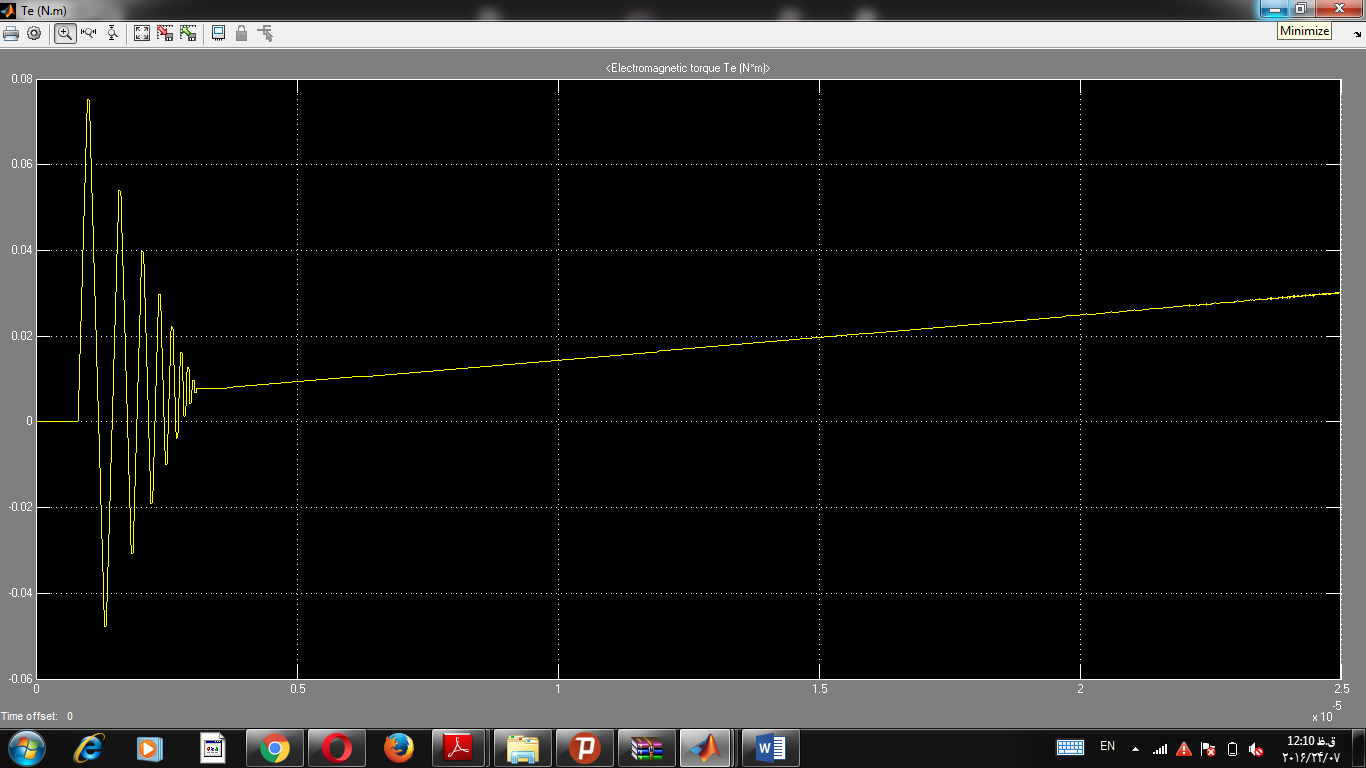 Te (N.m)
Minimize
<Electromagnetic torque Te (N*m)>
0.08
0.06
0.04
0.02
0
-0.02
-0.04
-0.06
0 0.5 1 1.5 2 2.5
x 10 -5
Time offset: 0
EN
12:10 ق.ظ
۲۰۱۶/۲۴/۰۷